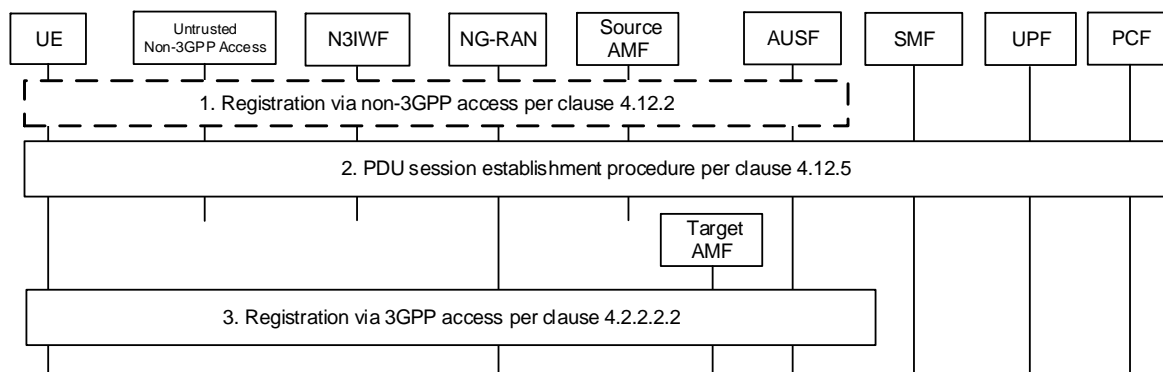 UE
Untrusted
Non-3GPP Access
N3IWF
NG-RAN
Source
AMF
AUSF
SMF
UPF
PCF
1. Registration via non-3GPP access per clause 4.12.2
2. PDU session establishment procedure per clause 4.12.5
Target
AMF
3. Registration via 3GPP access per clause 4.2.2.2.2